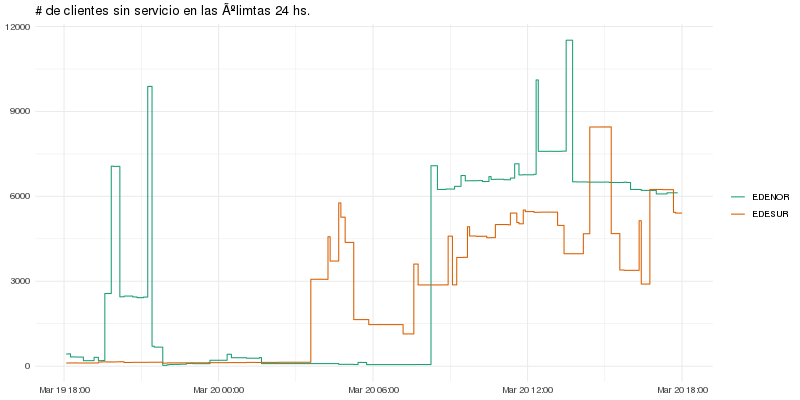 # de clientes sin servicio en las Ãºlimtas 24 hs.
12000
9000
6000
3000
0
Mar 19 18:00
Mar 20 00:00
Mar 20 06:00
Mar 20 12:00
Mar 20 18:00
EDENOR
EDESUR